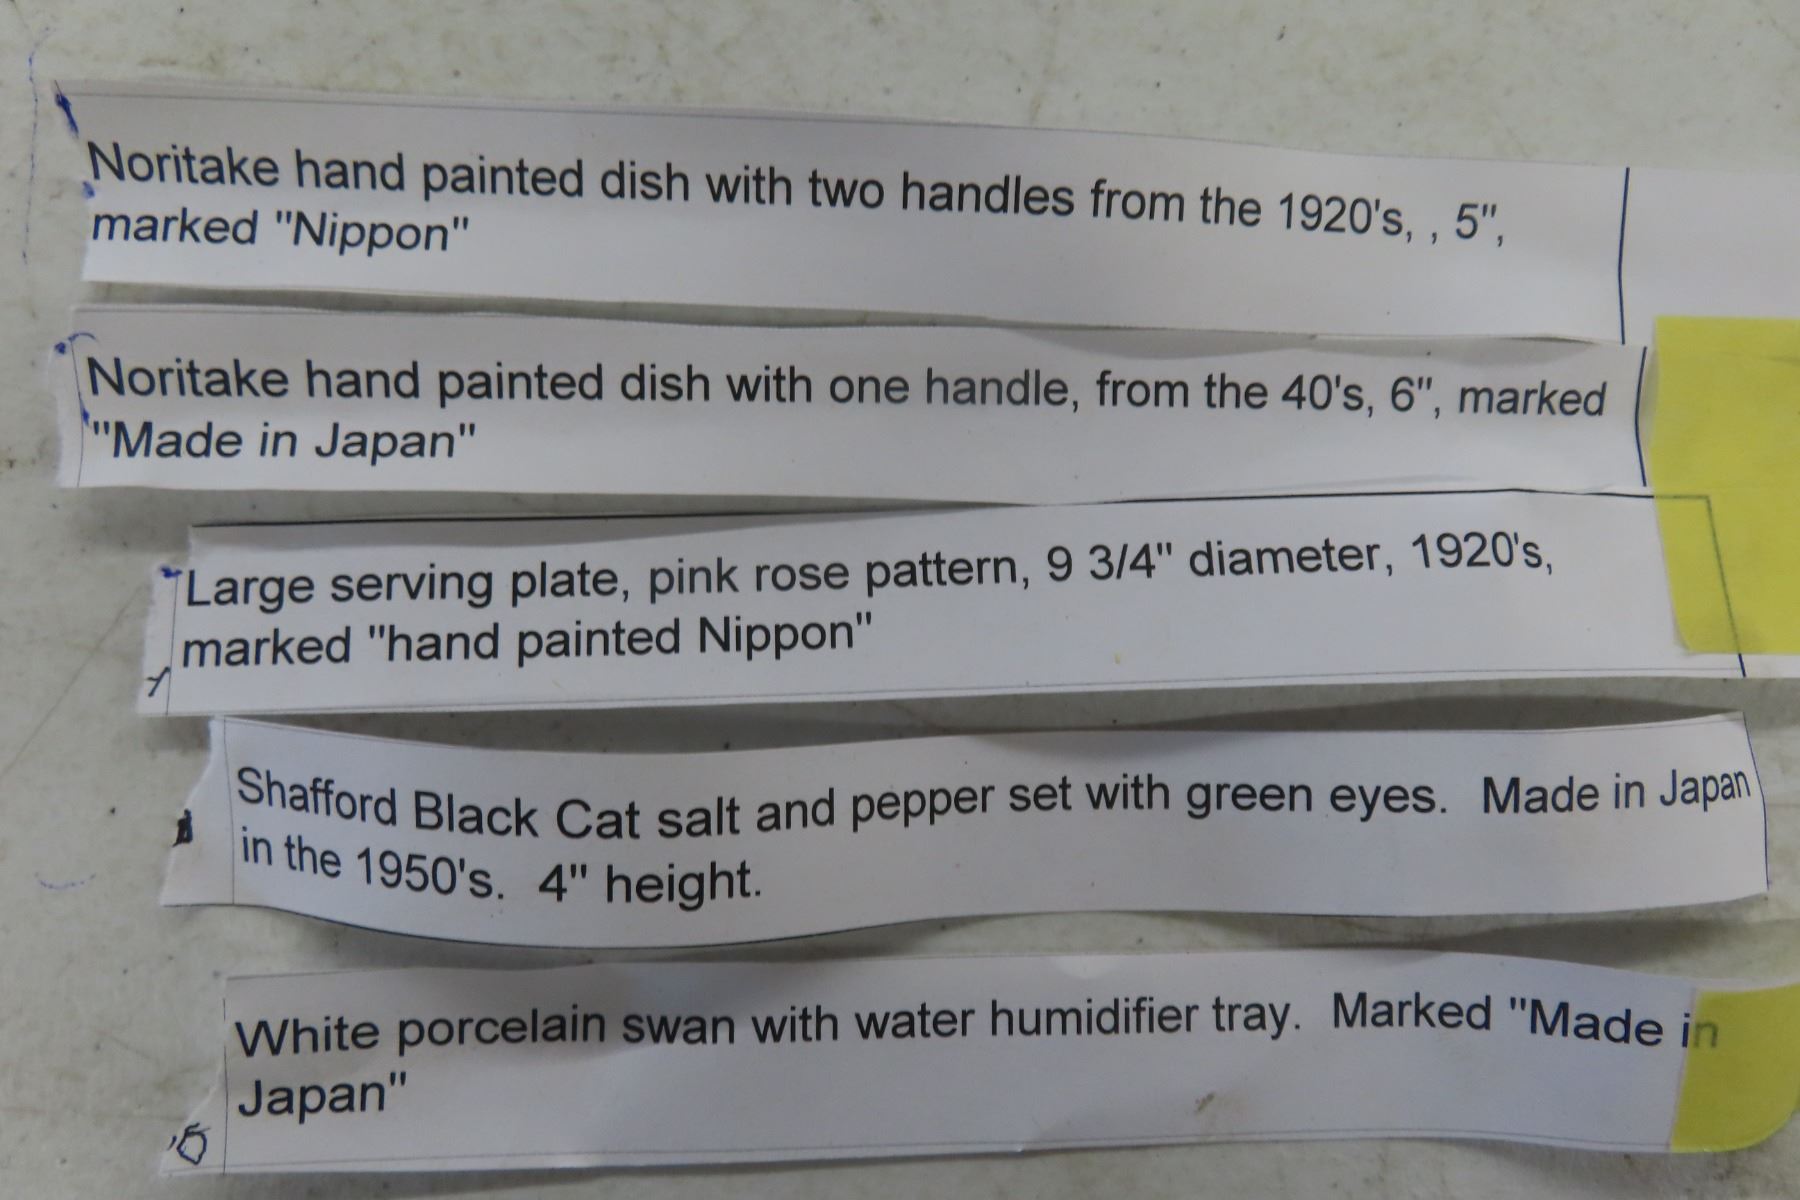 Noritake hand painted dish with two handles from the 1920's, , 5",
marked "Nippon"
Noritake hand painted dish with one handle, from the 40's, 6", marked
"Made in Japan"
Large serving plate, pink rose pattern, 9 3/4" diameter, 1920's,
marked "hand painted Nippon"
Shafford Black Cat salt and pepper set with green eyes.  Made in Japan
in the 1950's.  4" height.
White porcelain swan with water humidifier tray.  Marked "Made in
Japan"